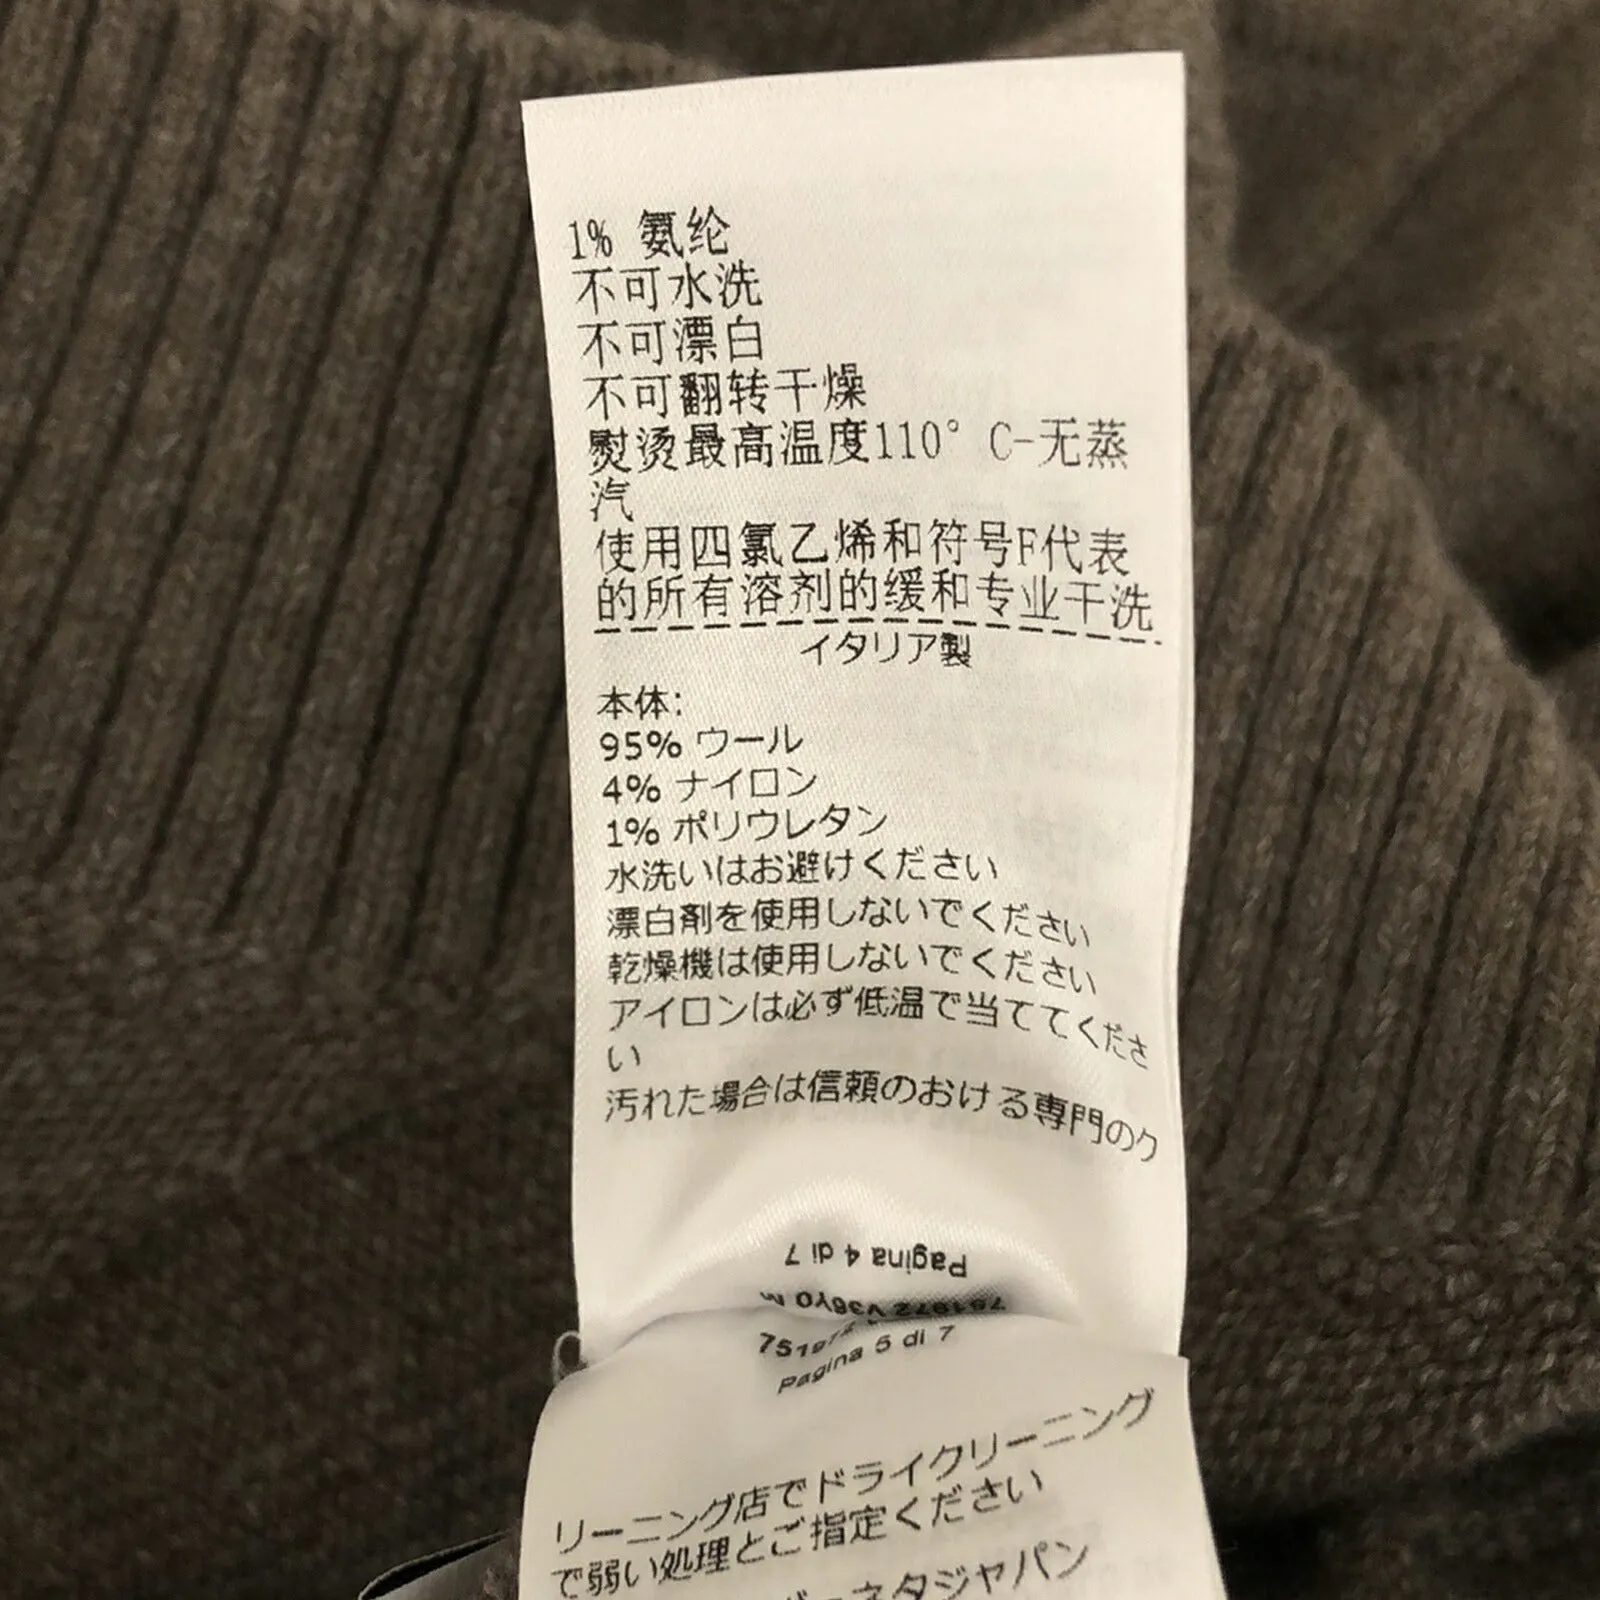 1% 氨纶
不可水洗
不可漂白
不可翻转干燥
熨烫最高温度110° C-无蒸
汽
使用四氯乙烯和符号F代表
的所有溶剂的缓和专业干洗
イタリア製
本体:
95% ウール
4% ナイロン
1% ポリウレタン
水洗いはお避けください
漂白剤を使用しないでください
乾燥機は使用しないでください
アイロンは必ず低温で当ててくださ
い
汚れた場合は信頼のおける専門のク
Pagina 4 di 7
751972 V36Y0 M
751972
Pagina 5 di 7
リーニング店でドライクリーニング
で弱い処理とご指定ください
ネタジャパン